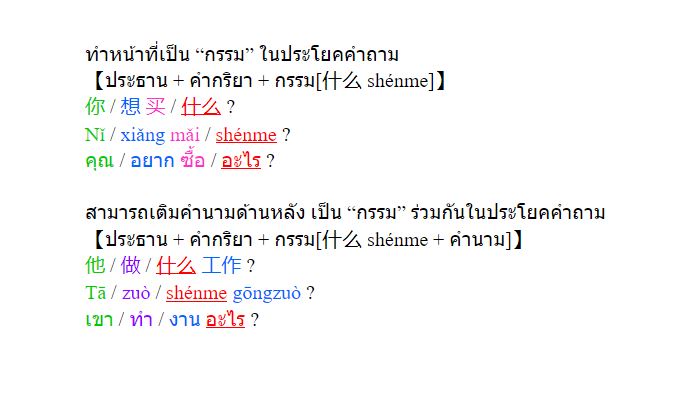 ทำหน้าที่เป็น “กรรม” ในประโยคคำถาม
【ประธาน + คำกริยา + กรรม[什么 shénme]】
你 / 想 买 / 什么 ?
Nǐ / xiǎng mǎi / shénme ?
คุณ / อยาก ซื้อ / อะไร ?
สามารถเติมคำนามด้านหลัง เป็น “กรรม” ร่วมกันในประโยคคำถาม
【ประธาน + คำกริยา + กรรม[什么 shénme + คำนาม]】
他 / 做 / 什么 工作 ?
Tā / zuò / shénme gōngzuò ?
เขา / ทำ / งาน อะไร ?